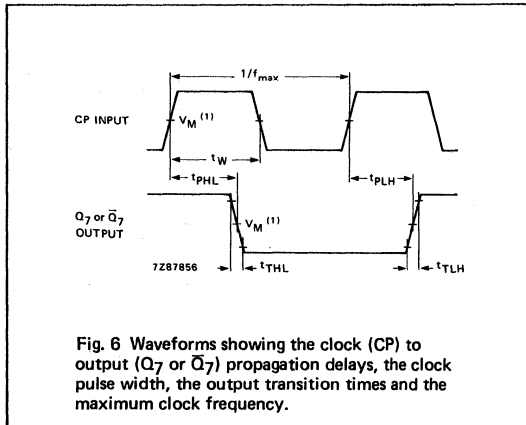 1/fmax
CP INPUT
VM (1)
tW
tPHL
tPLH
Q7 or Q̅7
OUTPUT
VM (1)
7Z87856
tTHL
tTLH
Fig. 6 Waveforms showing the clock (CP) to
output (Q7 or Q̅7) propagation delays, the clock
pulse width, the output transition times and the
maximum clock frequency.